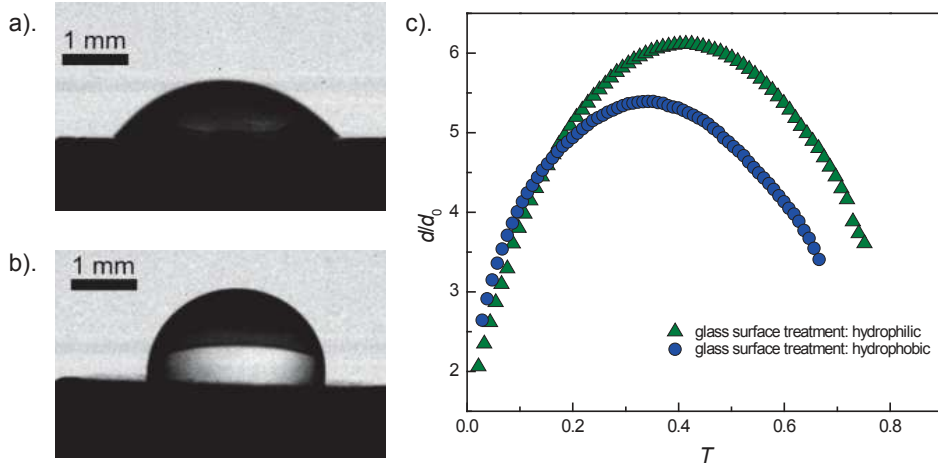 a).
1 mm
b).
1 mm
c).
d/d0
6
5
4
3
2
0.0
0.2
0.4
0.6
0.8
T
glass surface treatment: hydrophilic
glass surface treatment: hydrophobic